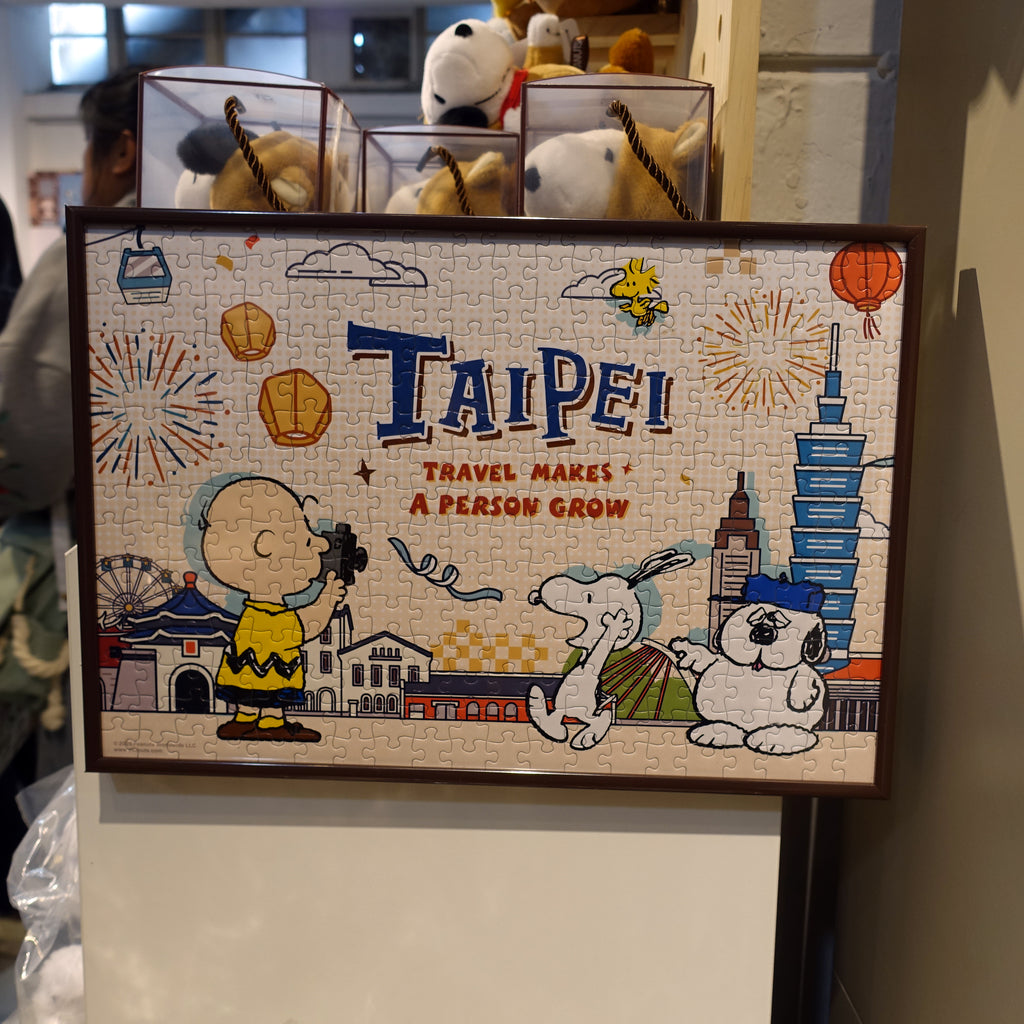 TAIPEI
TRAVEL MAKES
A PERSON GROW